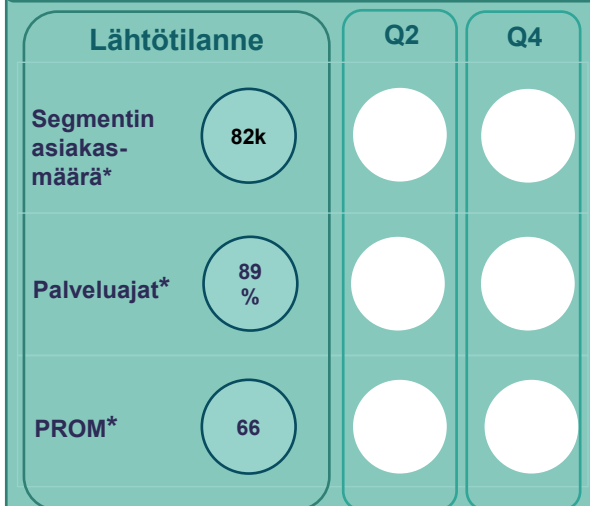 Lähtötilanne
Q2
Q4
Segmentin
asiakas-
määrä*
82k
Palveluajat*
89
%
PROM*
66